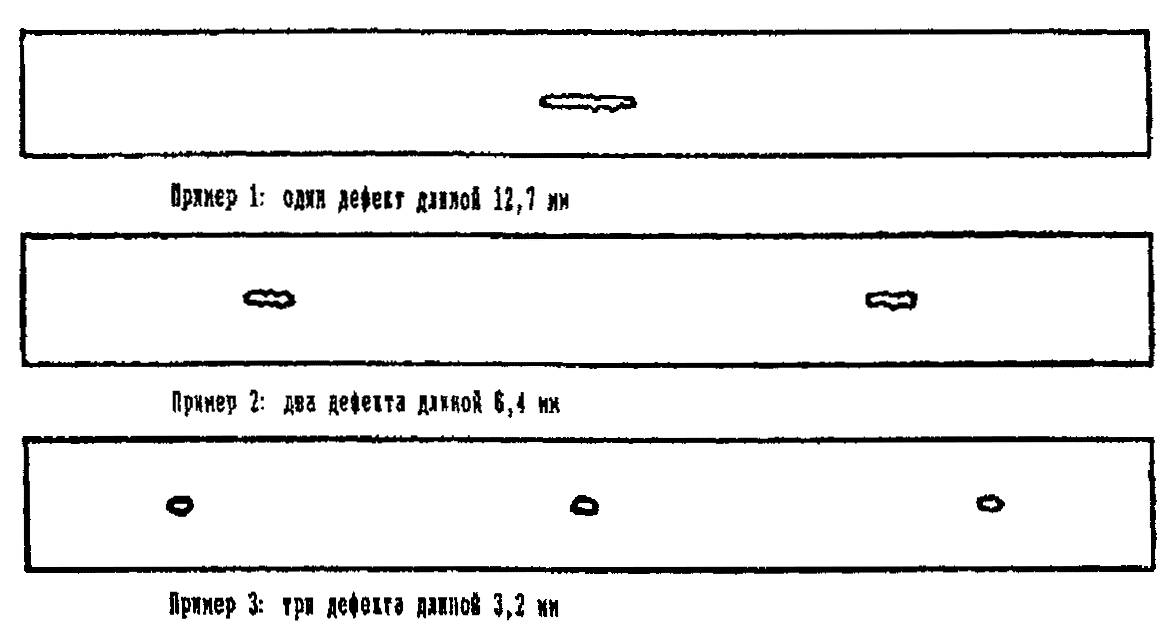 Пример 1: один дефект длиной 12,7 мм
Пример 2: два дефекта длиной 6,4 мм
Пример 3: три дефекта длиной 3,2 мм